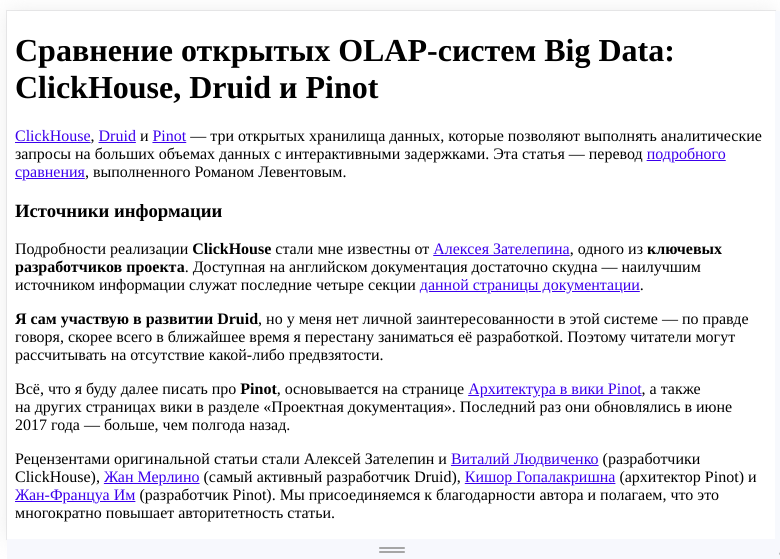 Сравнение открытых OLAP-систем Big Data:
ClickHouse, Druid и Pinot
ClickHouse, Druid и Pinot — три открытых хранилища данных, которые позволяют выполнять аналитические
запросы на больших объемах данных с интерактивными задержками. Эта статья — перевод подробного
сравнения, выполненного Романом Левентовым.
Источники информации
Подробности реализации ClickHouse стали мне известны от Алексея Зателепина, одного из ключевых
разработчиков проекта. Доступная на английском документация достаточно скудна — наилучшим
источником информации служат последние четыре секции данной страницы документации.
Я сам участвую в развитии Druid, но у меня нет личной заинтересованности в этой системе — по правде
говоря, скорее всего в ближайшее время я перестану заниматься её разработкой. Поэтому читатели могут
рассчитывать на отсутствие какой-либо предвзятости.
Всё, что я буду далее писать про Pinot, основывается на странице Архитектура в вики Pinot, а также
на других страницах вики в разделе «Проектная документация». Последний раз они обновлялись в июне
2017 года — больше, чем полгода назад.
Рецензентами оригинальной статьи стали Алексей Зателепин и Виталий Людвиченко (разработчики
ClickHouse), Жан Мерлино (самый активный разработчик Druid), Кишор Гопалакришна (архитектор Pinot) и
Жан-Француа Им (разработчик Pinot). Мы присоединяемся к благодарности автора и полагаем, что это
многократно повышает авторитетность статьи.